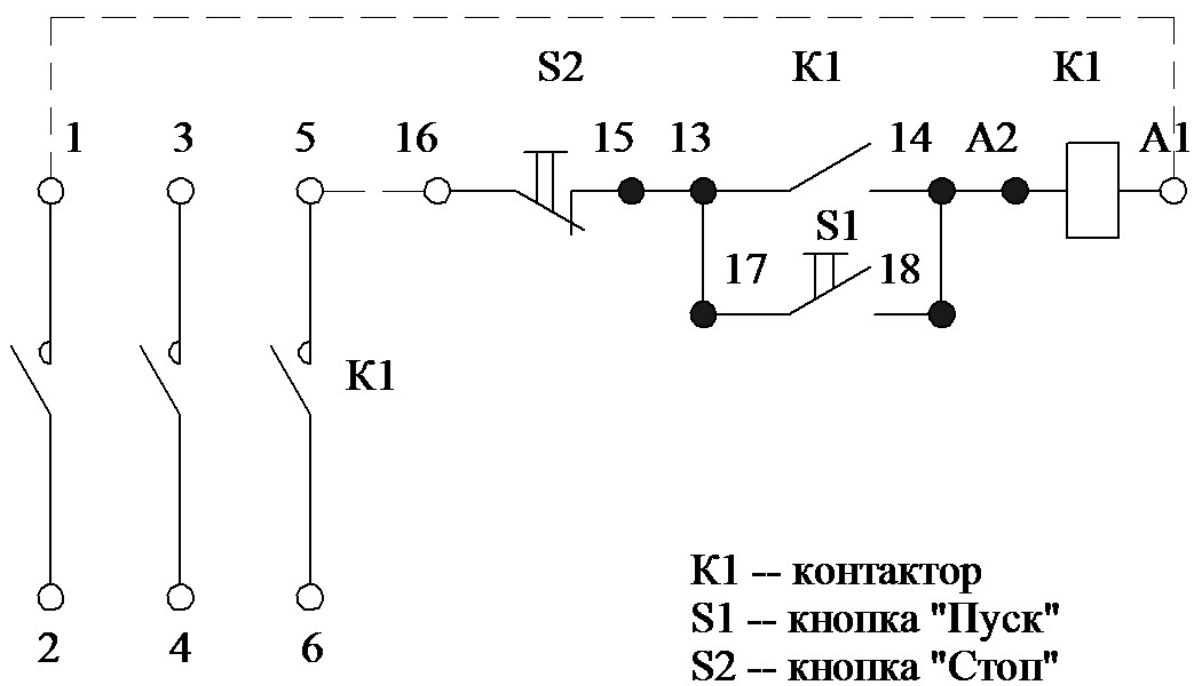 S2 K1 K1
1 3 5 16 15 13 14 A2 A1
S1
17 18
K1
К1 -- контактор
S1 -- кнопка "Пуск"
2 4 6
S2 -- кнопка "Стоп"